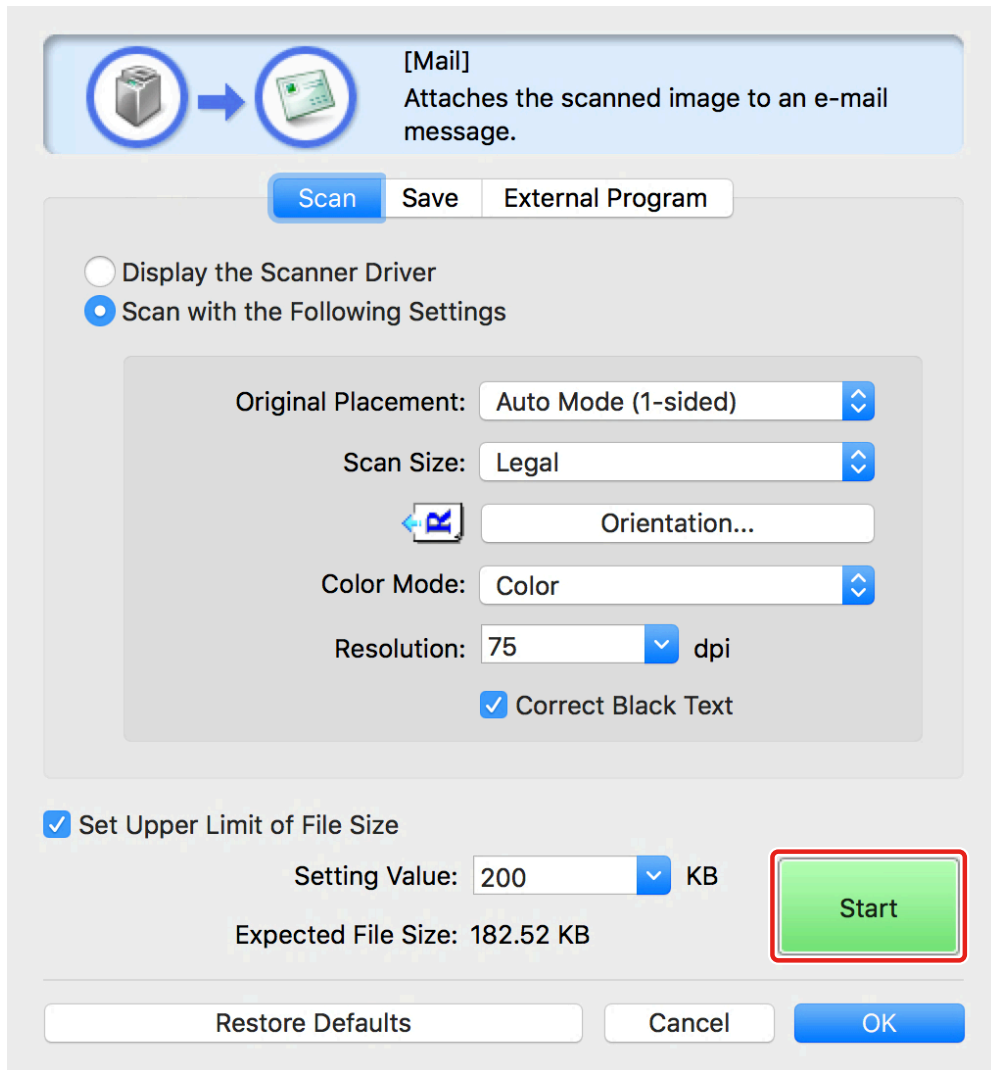 [Mail]
Attaches the scanned image to an e-mail
message.
Scan Save External Program
Display the Scanner Driver
Scan with the Following Settings
Original Placement: Auto Mode (1-sided)
Scan Size: Legal
R Orientation...
Color Mode: Color
Resolution: 75 dpi
Correct Black Text
Set Upper Limit of File Size
Setting Value: 200 KB
Expected File Size: 182.52 KB
Start
Restore Defaults Cancel OK